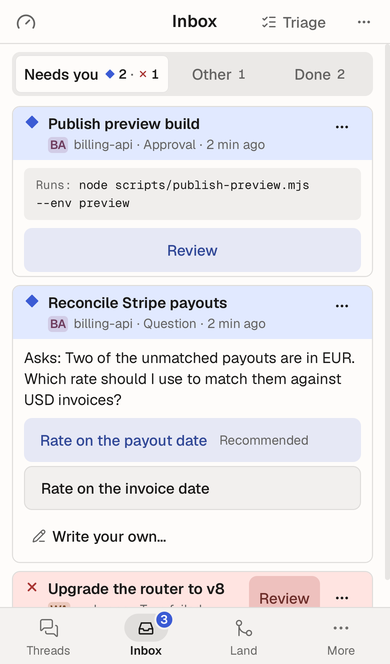 Inbox
Triage
Needs you 2 · × 1
Other 1
Done 2
Publish preview build
BA billing-api · Approval · 2 min ago
Runs: node scripts/publish-preview.mjs
--env preview
Review
Reconcile Stripe payouts
BA billing-api · Question · 2 min ago
Asks: Two of the unmatched payouts are in EUR.
Which rate should I use to match them against
USD invoices?
Rate on the payout date Recommended
Rate on the invoice date
Write your own...
Upgrade the router to v8
Review
3
Threads
Inbox
Land
More